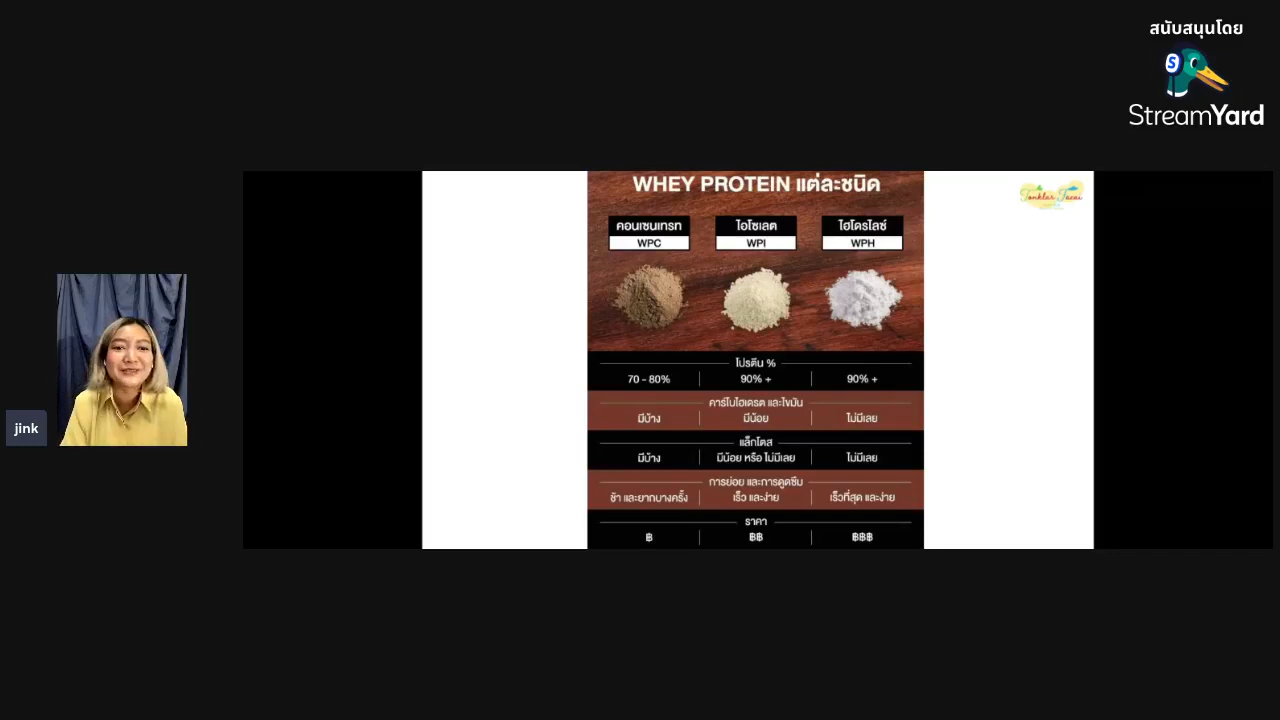 สนับสนุนโดย
S
StreamYard
jink
Tonklar Tazai
WHEY PROTEIN แต่ละชนิด
คอนเซนเทรท ไอโซเลต ไฮโดรไลซ์
WPC WPI WPH
โปรตีน %
70 - 80% 90% + 90% +
คาร์โบไฮเดรต และไขมัน
มีบ้าง มีน้อย ไม่มีเลย
แล็กโตส
มีบ้าง มีน้อย หรือ ไม่มีเลย ไม่มีเลย
การย่อย และการดูดซึม
ช้า และยากบางครั้ง เร็ว และง่าย เร็วที่สุด และง่าย
ราคา
฿ ฿฿ ฿฿฿